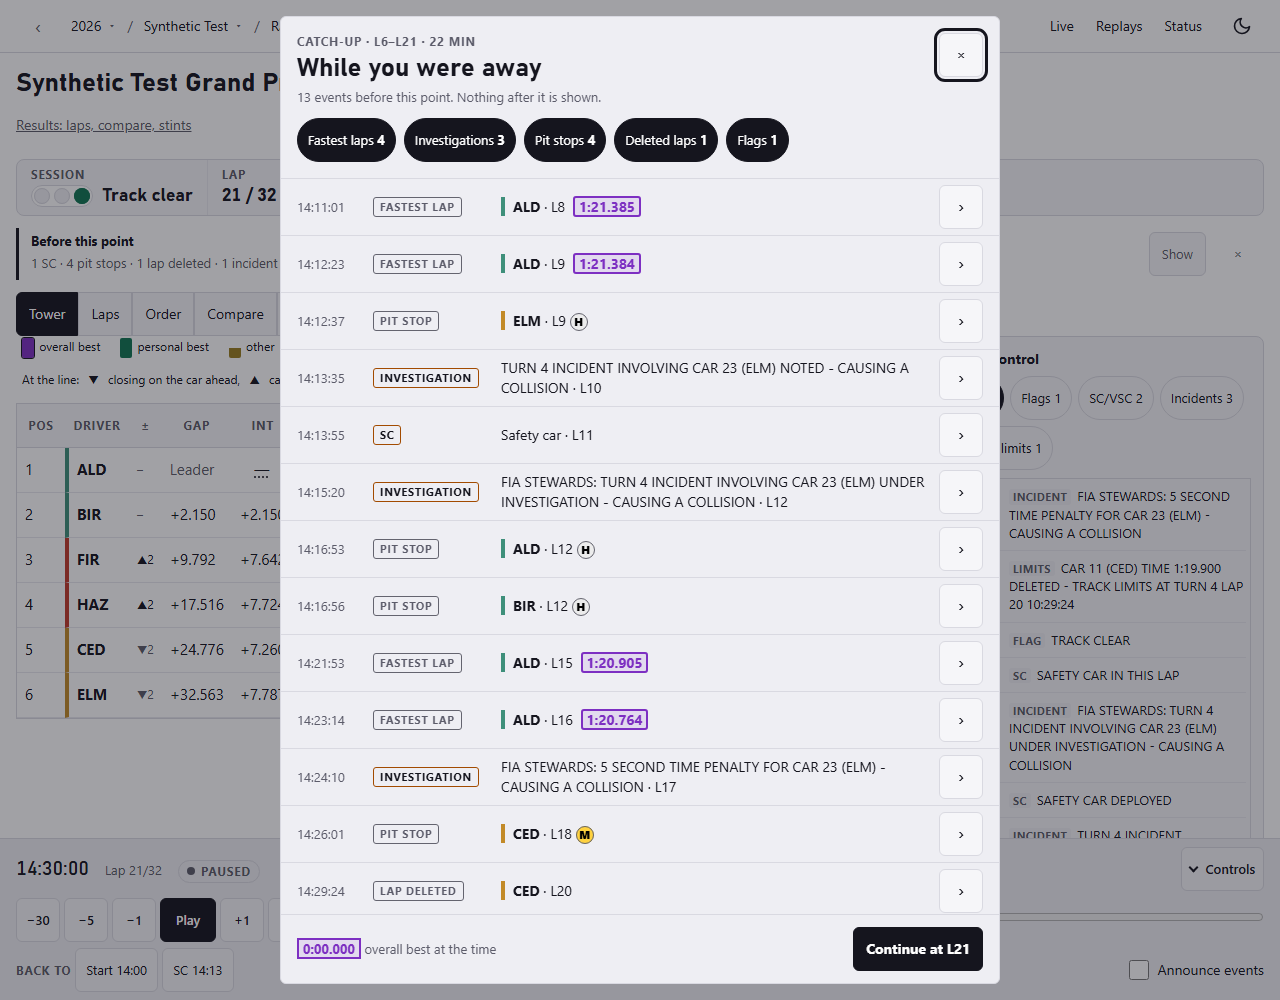 ‹ 2026 / Synthetic Test / R
Live Replays Status
Synthetic Test Grand P
Results: laps, compare, stints
SESSION
Track clear
LAP
21 / 32
Before this point
1 SC · 4 pit stops · 1 lap deleted · 1 incident
Show ×
Tower Laps Order Compare
overall best personal best other
At the line: ▼ closing on the car ahead, ▲ ca
POS DRIVER ± GAP INT
1 ALD – Leader
2 BIR – +2.150 +2.150
3 FIR ▲2 +9.792 +7.642
4 HAZ ▲2 +17.516 +7.724
5 CED ▼2 +24.776 +7.260
6 ELM ▼2 +32.563 +7.787
CATCH-UP · L6–L21 · 22 MIN
While you were away
×
13 events before this point. Nothing after it is shown.
Fastest laps 4 Investigations 3 Pit stops 4 Deleted laps 1 Flags 1
14:11:01 FASTEST LAP ALD · L8 1:21.385 ›
14:12:23 FASTEST LAP ALD · L9 1:21.384 ›
14:12:37 PIT STOP ELM · L9 H ›
14:13:35 INVESTIGATION TURN 4 INCIDENT INVOLVING CAR 23 (ELM) NOTED - CAUSING A
COLLISION · L10 ›
14:13:55 SC Safety car · L11 ›
14:15:20 INVESTIGATION FIA STEWARDS: TURN 4 INCIDENT INVOLVING CAR 23 (ELM) UNDER
INVESTIGATION - CAUSING A COLLISION · L12 ›
14:16:53 PIT STOP ALD · L12 H ›
14:16:56 PIT STOP BIR · L12 H ›
14:21:53 FASTEST LAP ALD · L15 1:20.905 ›
14:23:14 FASTEST LAP ALD · L16 1:20.764 ›
14:24:10 INVESTIGATION FIA STEWARDS: 5 SECOND TIME PENALTY FOR CAR 23 (ELM) -
CAUSING A COLLISION · L17 ›
14:26:01 PIT STOP CED · L18 M ›
14:29:24 LAP DELETED CED · L20 ›
0:00.000 overall best at the time
Continue at L21
ontrol
Flags 1 SC/VSC 2 Incidents 3
limits 1
INCIDENT FIA STEWARDS: 5 SECOND
TIME PENALTY FOR CAR 23 (ELM) -
CAUSING A COLLISION
LIMITS CAR 11 (CED) TIME 1:19.900
DELETED - TRACK LIMITS AT TURN 4 LAP
20 10:29:24
FLAG TRACK CLEAR
SC SAFETY CAR IN THIS LAP
INCIDENT FIA STEWARDS: TURN 4
INCIDENT INVOLVING CAR 23 (ELM)
UNDER INVESTIGATION - CAUSING A
COLLISION
SC SAFETY CAR DEPLOYED
INCIDENT TURN 4 INCIDENT
14:30:00 Lap 21/32 PAUSED
Controls
−30 −5 −1 Play +1
BACK TO Start 14:00 SC 14:13
Announce events